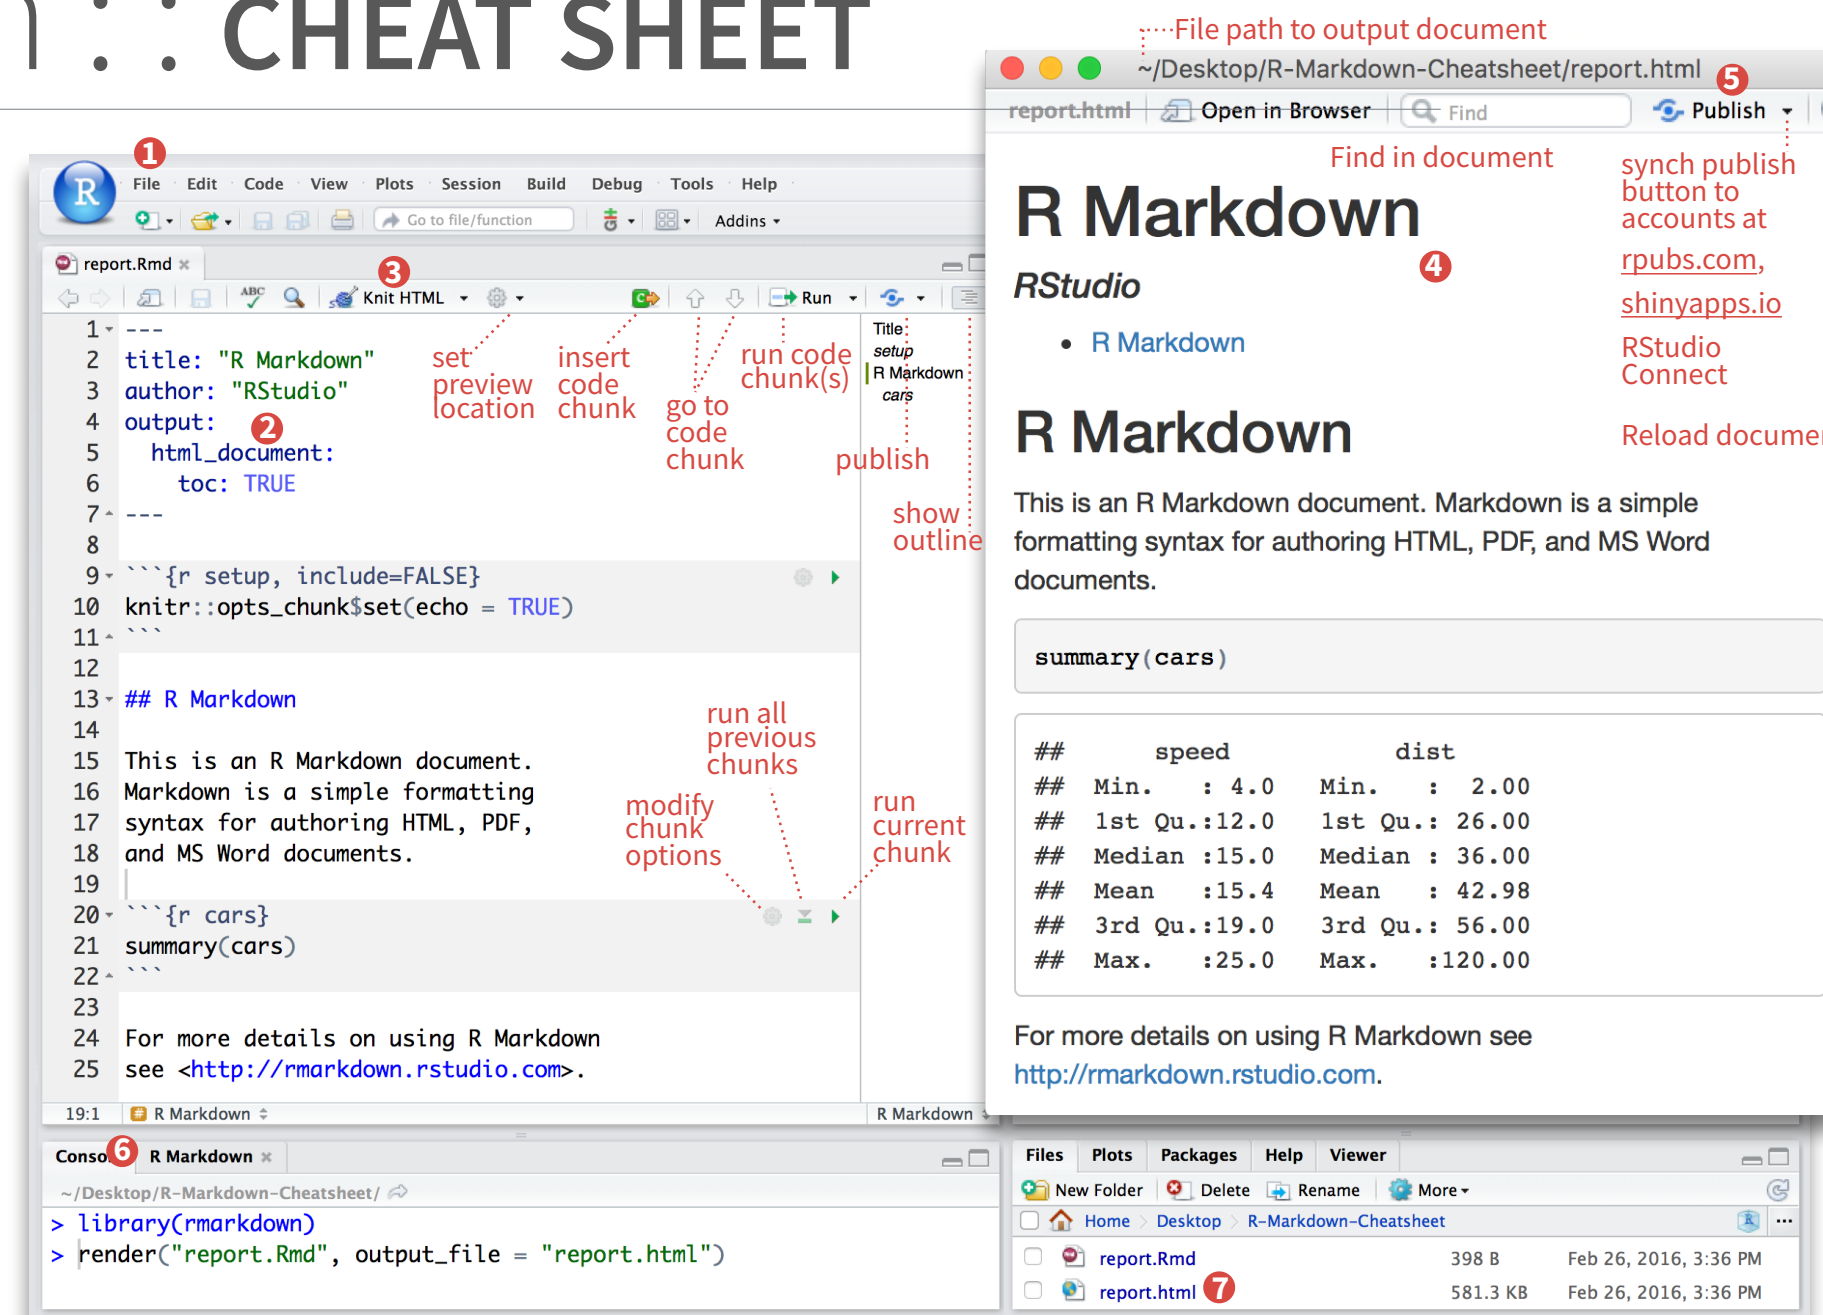 : : CHEAT SHEET
File path to output document
~/Desktop/R-Markdown-Cheatsheet/report.html
5
report.html Open in Browser Find Publish
Find in document
synch publish
button to
accounts at
rpubs.com,
shinyapps.io
RStudio
Connect
1
R File Edit Code View Plots Session Build Debug Tools Help
Go to file/function Addins
report.Rmd
3
ABC Knit HTML Run
set
preview
location
insert
code
chunk
go to
code
chunk
run code
chunk(s)
publish
show
outline
Title
setup
R Markdown
cars
1 ---
2 title: "R Markdown"
3 author: "RStudio"
4 output:
2
5 html_document:
6 toc: TRUE
7 ---
8
9 ```{r setup, include=FALSE}
10 knitr::opts_chunk$set(echo = TRUE)
11 ```
12
13 ## R Markdown
14
15 This is an R Markdown document.
16 Markdown is a simple formatting
17 syntax for authoring HTML, PDF,
18 and MS Word documents.
19
20 ```{r cars}
21 summary(cars)
22 ```
23
24 For more details on using R Markdown
25 see <http://rmarkdown.rstudio.com>.
run all
previous
chunks
modify
chunk
options
run
current
chunk
19:1 # R Markdown R Markdown
R Markdown
4
RStudio
R Markdown
R Markdown
This is an R Markdown document. Markdown is a simple
formatting syntax for authoring HTML, PDF, and MS Word
documents.
summary(cars)
## speed dist
## Min. : 4.0 Min. : 2.00
## 1st Qu.:12.0 1st Qu.: 26.00
## Median :15.0 Median : 36.00
## Mean :15.4 Mean : 42.98
## 3rd Qu.:19.0 3rd Qu.: 56.00
## Max. :25.0 Max. :120.00
For more details on using R Markdown see
http://rmarkdown.rstudio.com.
Reload
6
R Markdown
~/Desktop/R-Markdown-Cheatsheet/
> library(rmarkdown)
> render("report.Rmd", output_file = "report.html")
Files Plots Packages Help Viewer
New Folder Delete Rename More
Home Desktop R-Markdown-Cheatsheet R ...
report.Rmd 398 B Feb 26, 2016, 3:36 PM
report.html 7 581.3 KB Feb 26, 2016, 3:36 PM